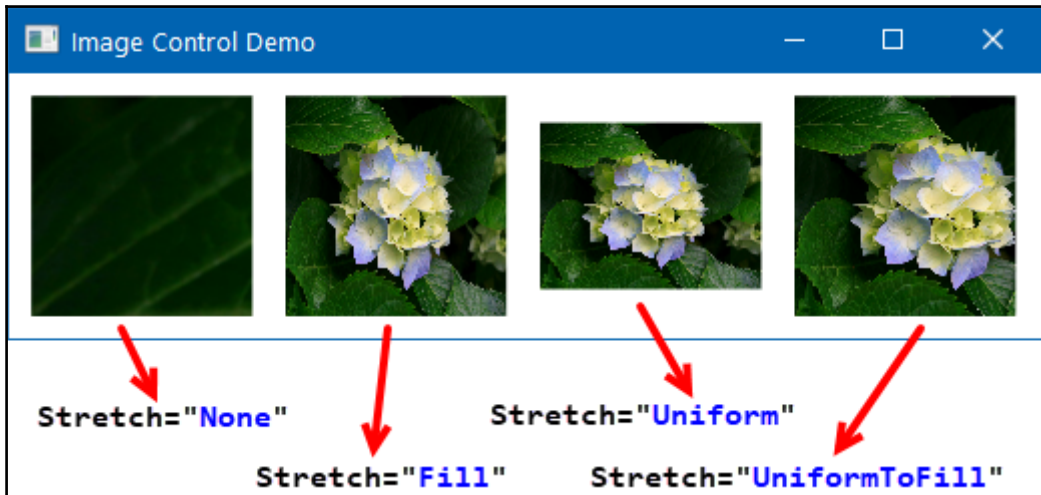 Image Control Demo
Stretch="None"
Stretch="Uniform"
Stretch="Fill"
Stretch="UniformToFill"